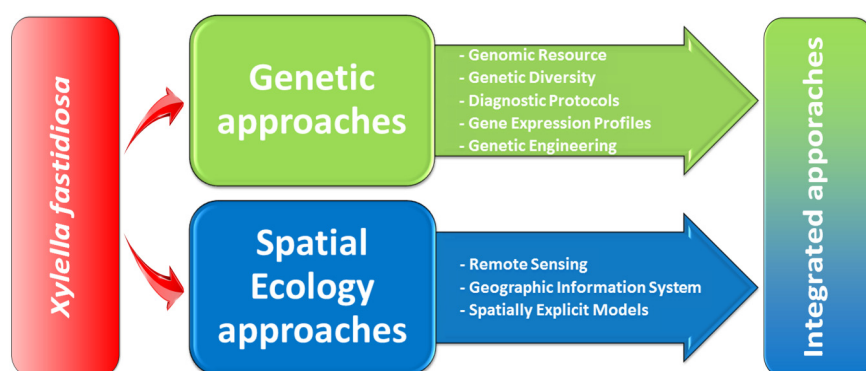 Xylella fastidiosa
Genetic
approaches
- Genomic Resource
- Genetic Diversity
- Diagnostic Protocols
- Gene Expression Profiles
- Genetic Engineering
Spatial
Ecology
approaches
- Remote Sensing
- Geographic Information System
- Spatially Explicit Models
Integrated apporaches